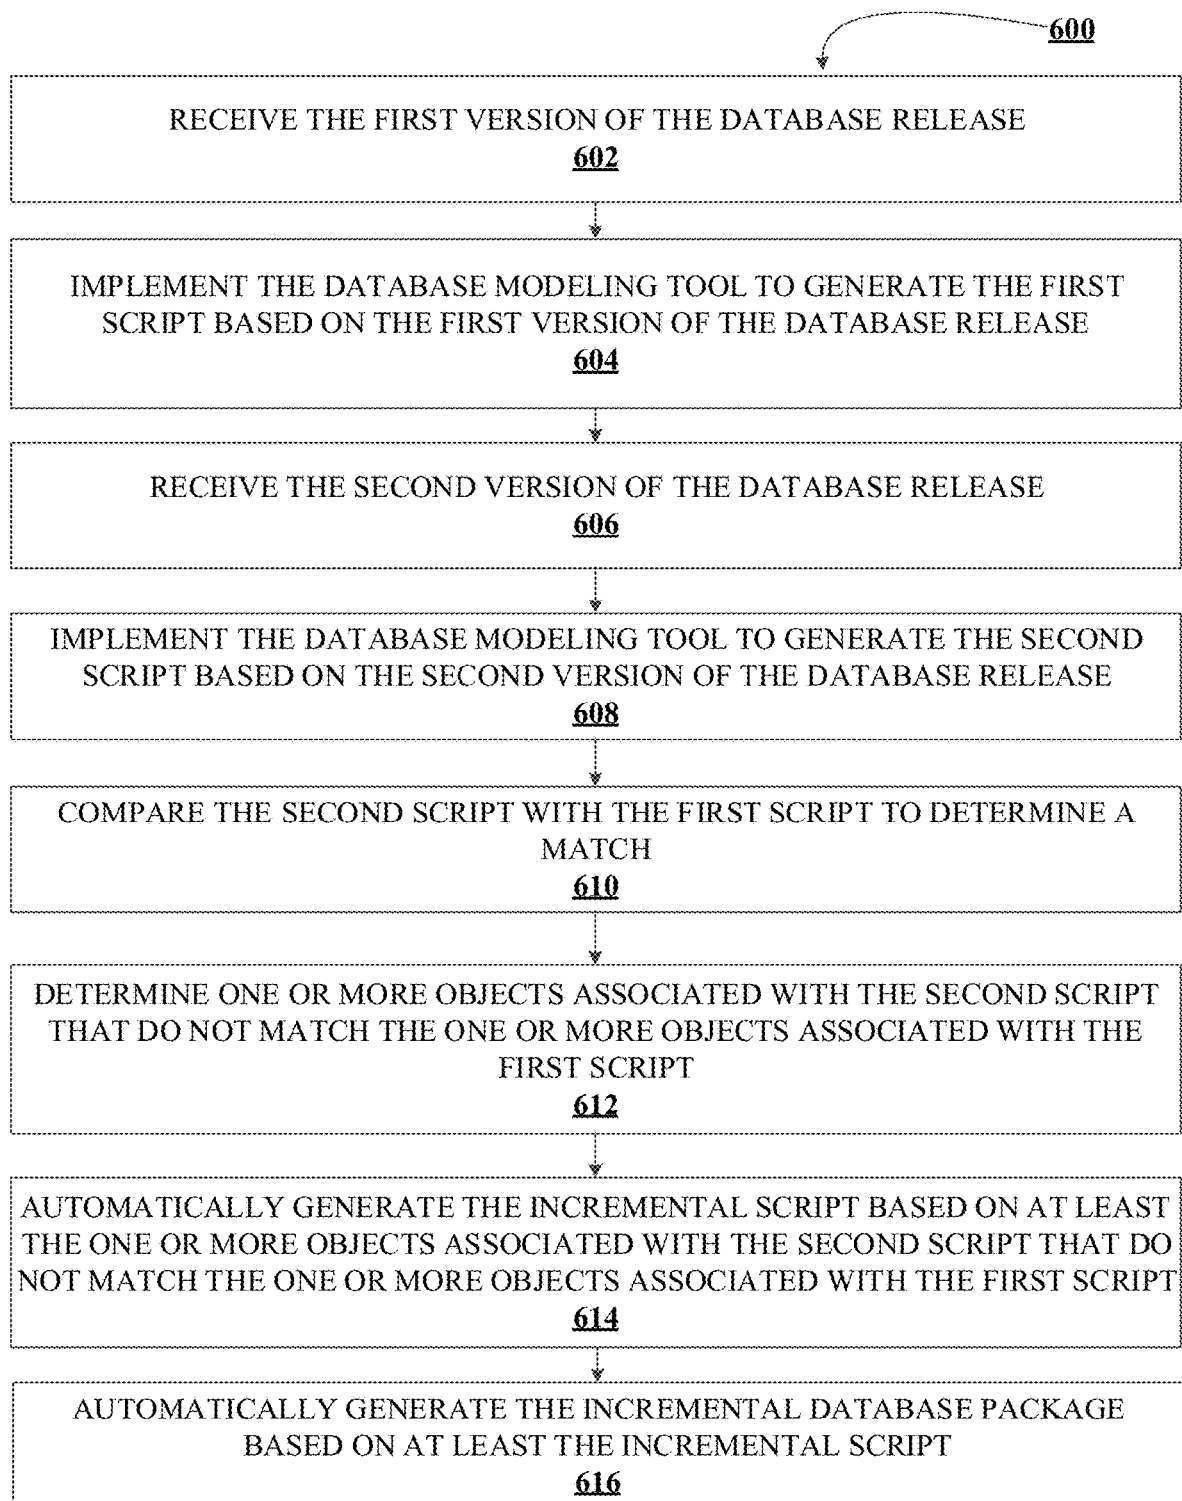 600
RECEIVE THE FIRST VERSION OF THE DATABASE RELEASE
602
IMPLEMENT THE DATABASE MODELING TOOL TO GENERATE THE FIRST
SCRIPT BASED ON THE FIRST VERSION OF THE DATABASE RELEASE
604
RECEIVE THE SECOND VERSION OF THE DATABASE RELEASE
606
IMPLEMENT THE DATABASE MODELING TOOL TO GENERATE THE SECOND
SCRIPT BASED ON THE SECOND VERSION OF THE DATABASE RELEASE
608
COMPARE THE SECOND SCRIPT WITH THE FIRST SCRIPT TO DETERMINE A
MATCH
610
DETERMINE ONE OR MORE OBJECTS ASSOCIATED WITH THE SECOND SCRIPT
THAT DO NOT MATCH THE ONE OR MORE OBJECTS ASSOCIATED WITH THE
FIRST SCRIPT
612
AUTOMATICALLY GENERATE THE INCREMENTAL SCRIPT BASED ON AT LEAST
THE ONE OR MORE OBJECTS ASSOCIATED WITH THE SECOND SCRIPT THAT DO
NOT MATCH THE ONE OR MORE OBJECTS ASSOCIATED WITH THE FIRST SCRIPT
614
AUTOMATICALLY GENERATE THE INCREMENTAL DATABASE PACKAGE
BASED ON AT LEAST THE INCREMENTAL SCRIPT
616